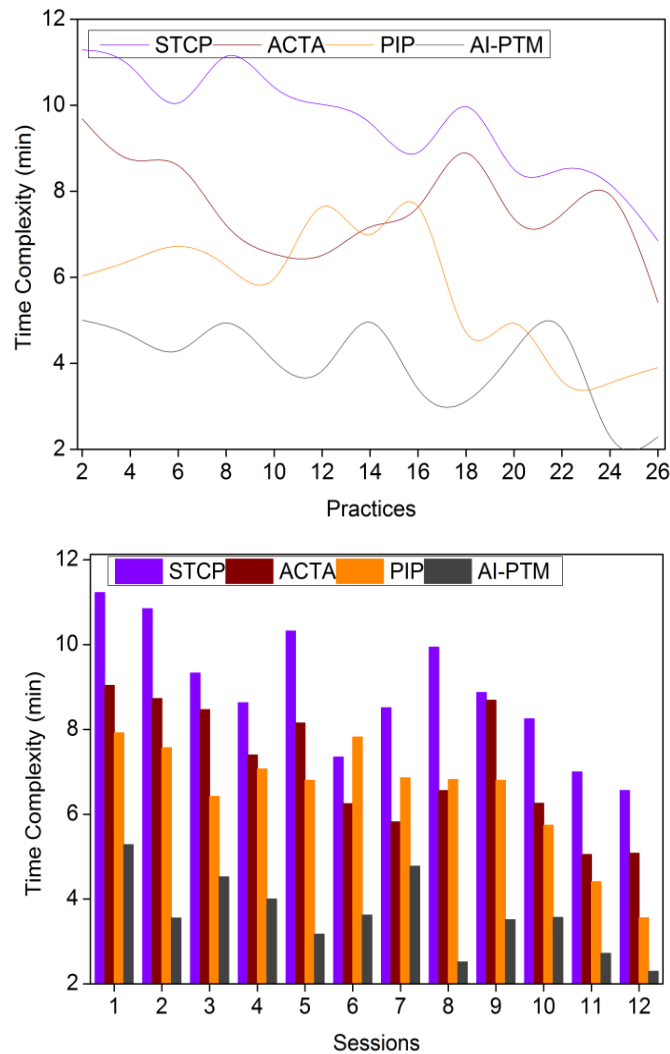 12
STCP ACTA PIP AI-PTM
10
8
6
4
2
Time Complexity (min)
2 4 6 8 10 12 14 16 18 20 22 24 26
Practices
12
STCP ACTA PIP AI-PTM
10
8
6
4
2
Time Complexity (min)
1 2 3 4 5 6 7 8 9 10 11 12
Sessions